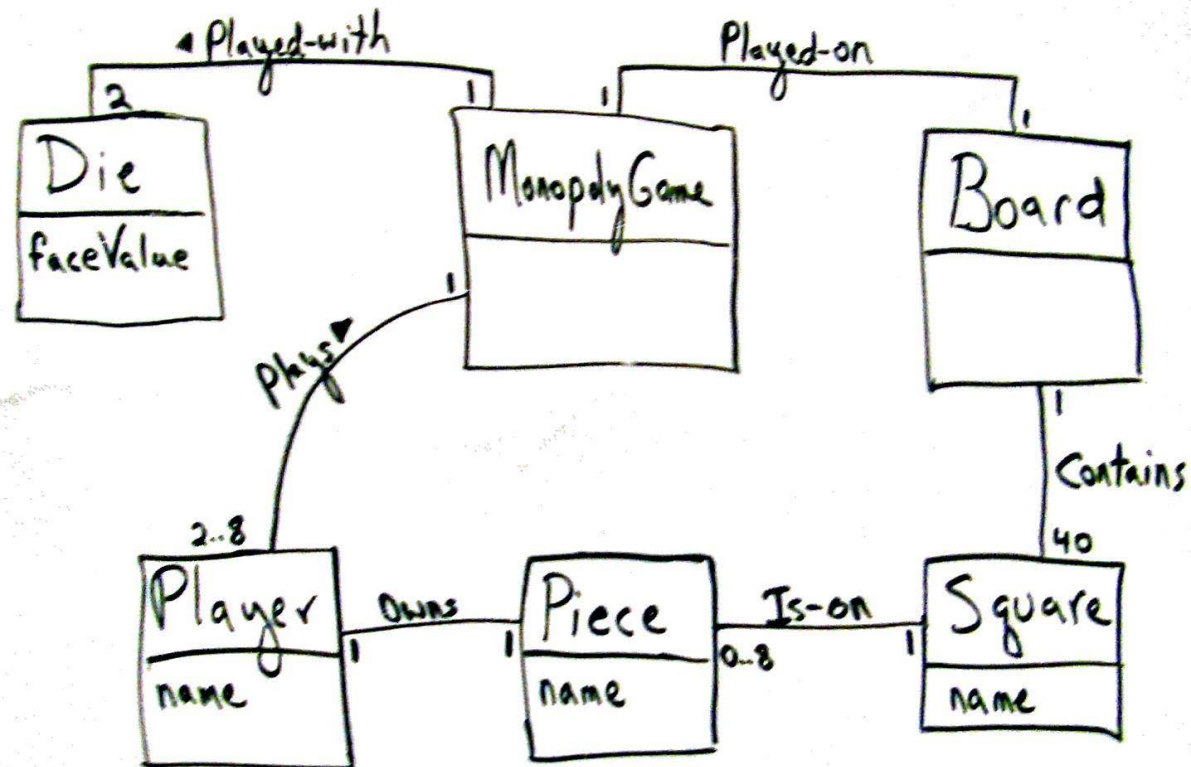 ◄ Played-with
Played-on
2
1
1
1
Die
faceValue
MonopolyGame
Board
1
Plays
1
Contains
2..8
40
Player
name
Owns
1
1
Piece
name
Is-on
0..8
1
Square
name